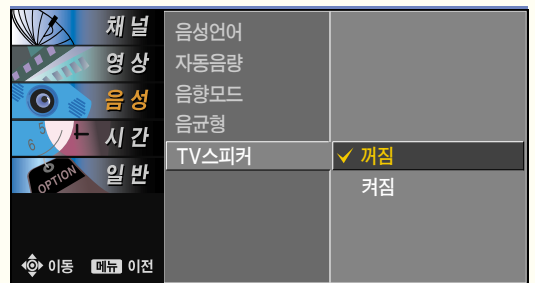 채널
영상
음성
시간
일반
OPTION
5
6
이동 메뉴 이전
음성언어
자동음량
음향모드
음균형
TV스피커
꺼짐
켜짐